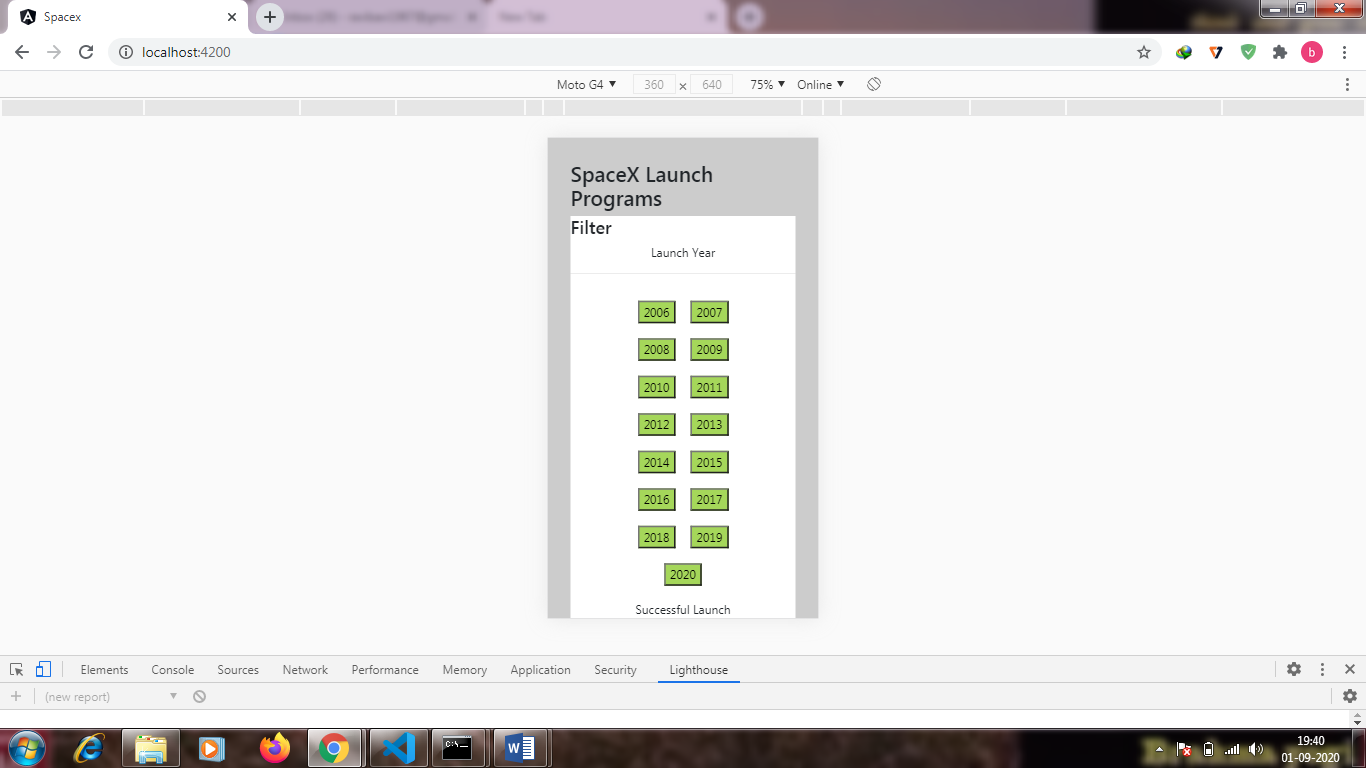 Spacex
New Tab
localhost:4200
b
Moto G4 360 × 640 75% Online
SpaceX Launch
Programs
Filter
Launch Year
2006 2007
2008 2009
2010 2011
2012 2013
2014 2015
2016 2017
2018 2019
2020
Successful Launch
Elements Console Sources Network Performance Memory Application Security Lighthouse
(new report)
19:40
01-09-2020